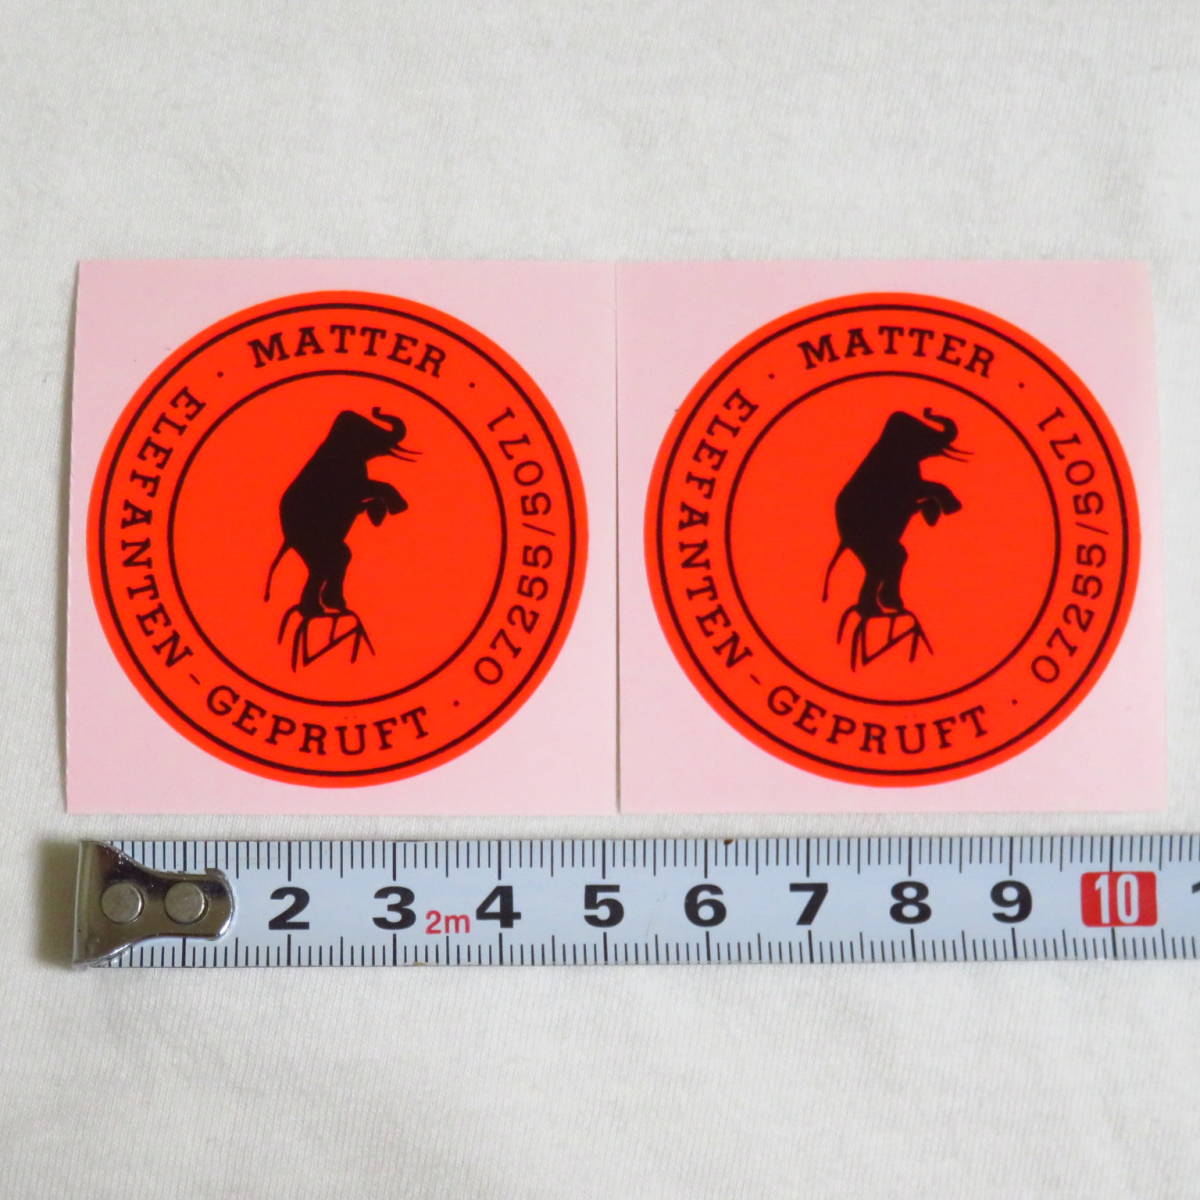 · MATTER · 07255/5071 · ELEFANTEN-GEPRUFT
· MATTER · 07255/5071 · ELEFANTEN-GEPRUFT
2 3 2m 4 5 6 7 8 9 10 1